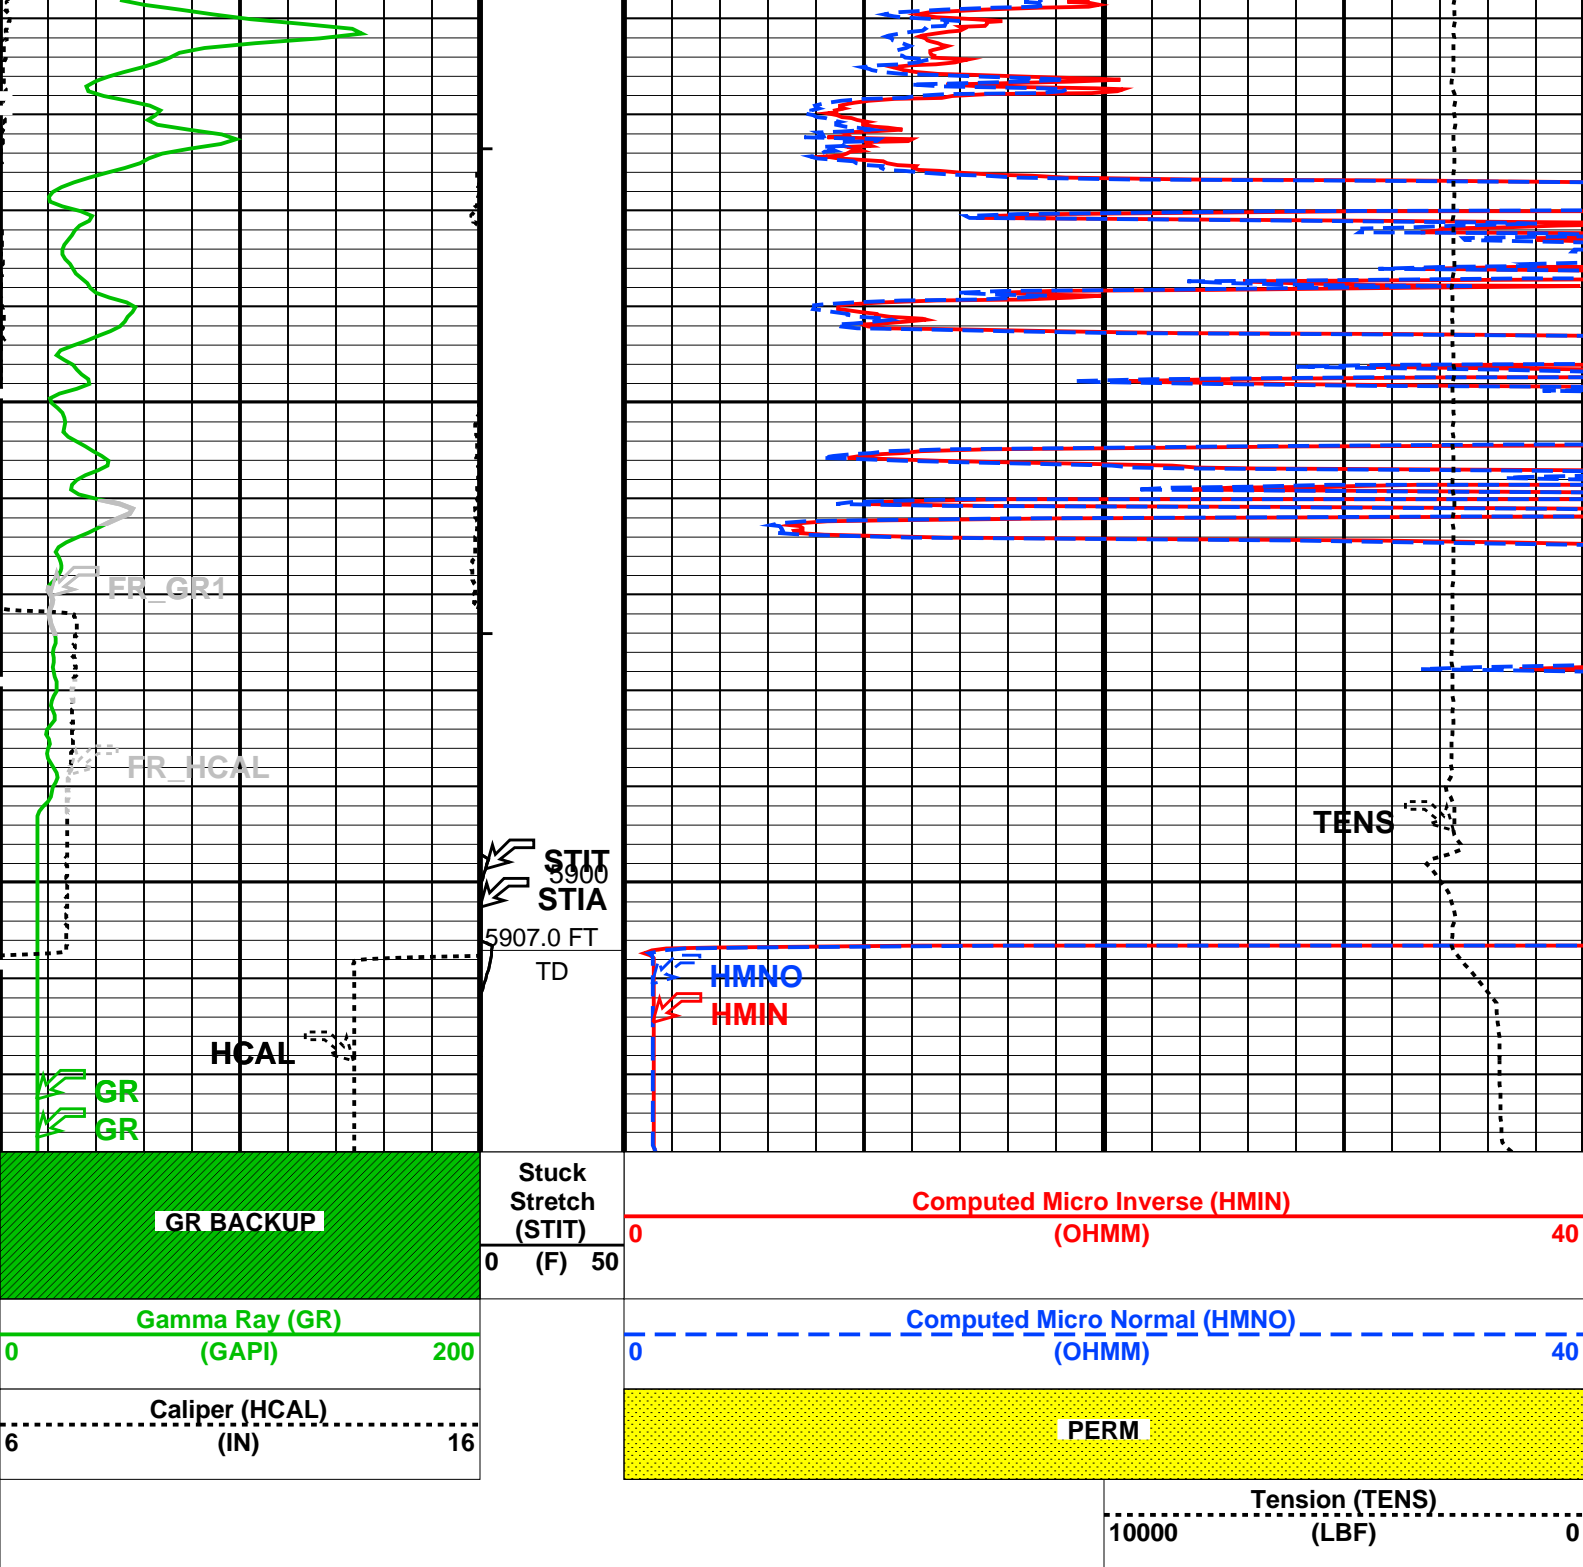 FR_GR1
FR_HCAL
TENS
STIT
5900
STIA
5907.0 FT
TD
HMNO
HMIN
HCAL
GR
GR
GR BACKUP
Stuck
Stretch
(STIT)
0 (F) 50
Computed Micro Inverse (HMIN)
0 (OHMM) 40
Gamma Ray (GR)
0 (GAPI) 200
Computed Micro Normal (HMNO)
0 (OHMM) 40
Caliper (HCAL)
6 (IN) 16
PERM
Tension (TENS)
10000 (LBF) 0